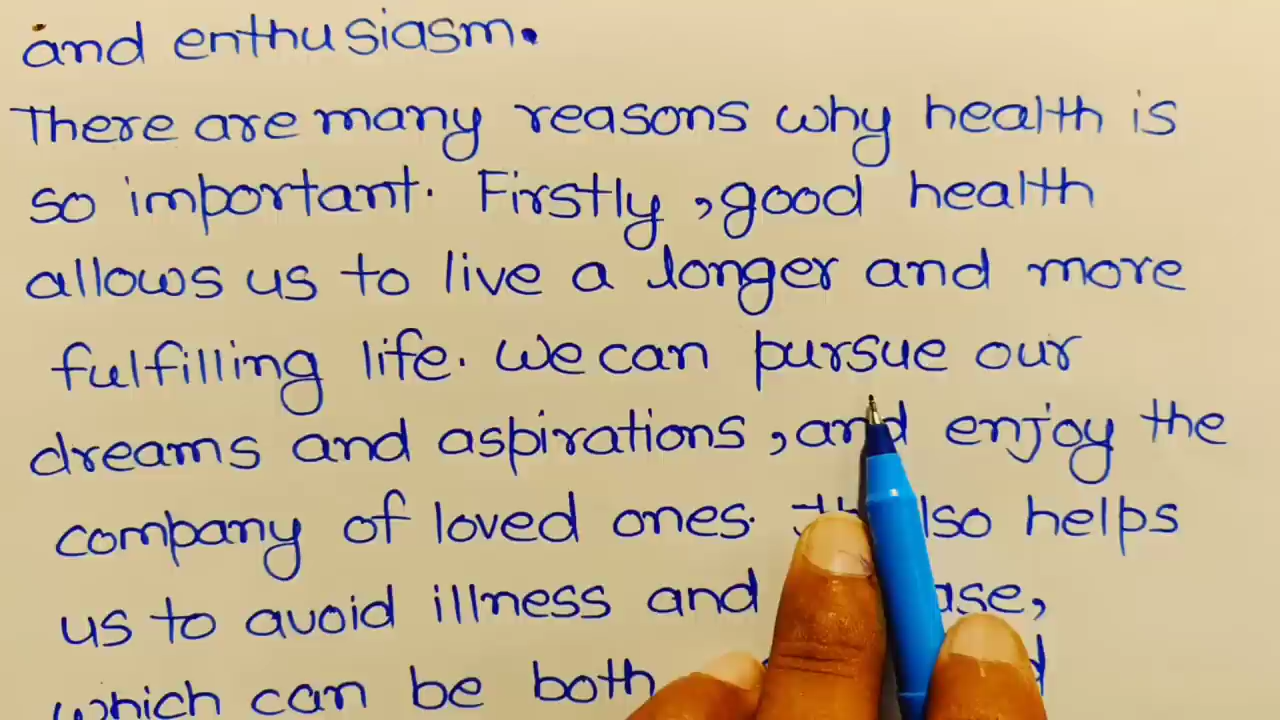 and enthusiasm.
There are many reasons why health is
so important. Firstly, good health
allows us to live a longer and more
fulfilling life. We can pursue our
dreams and aspirations, and enjoy the
company of loved ones. helps
us to avoid illness and
which can be both